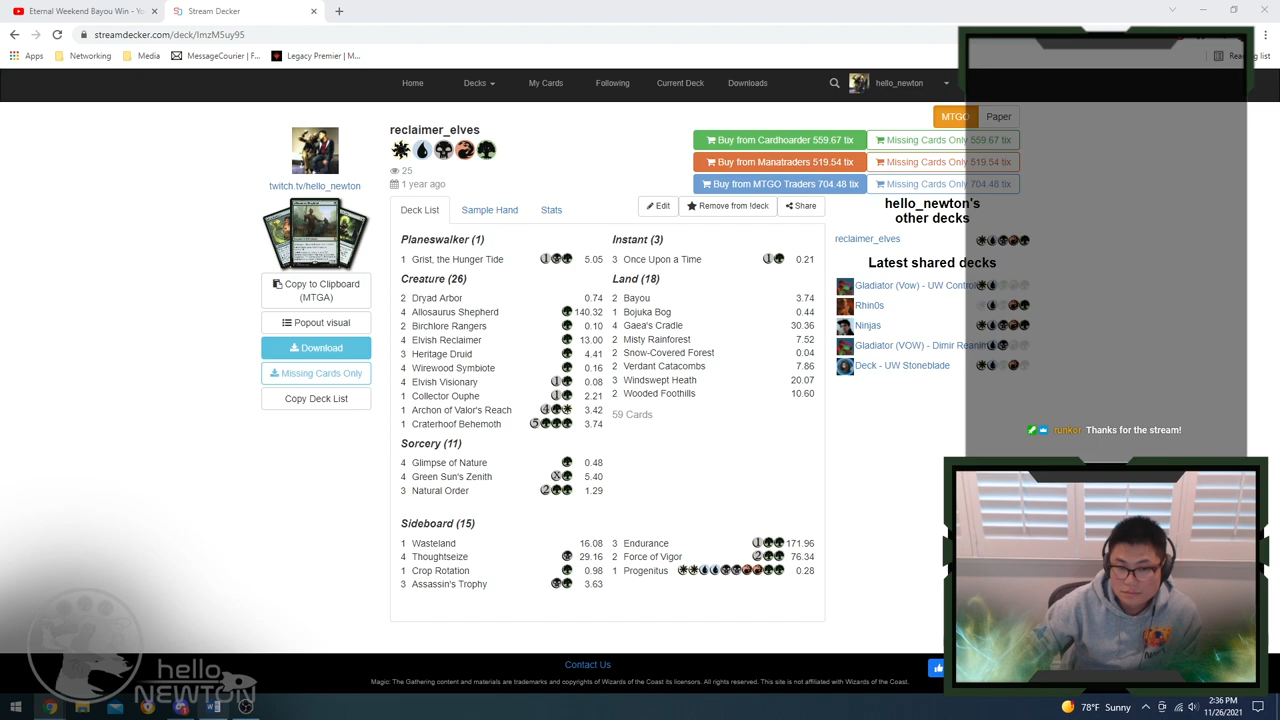 Eternal Weekend Bayou Win - Yo
Stream Decker
streamdecker.com/deck/ImzM5uy95
Apps
Networking
Media
MessageCourier | F...
Legacy Premier | M...
Reading list
Home
Decks
My Cards
Following
Current Deck
Downloads
hello_newton
twitch.tv/hello_newton
Copy to Clipboard
(MTGA)
Popout visual
Download
Missing Cards Only
Copy Deck List
reclaimer_elves
25
1 year ago
MTGO
Paper
Buy from Cardhoarder 559.67 tix
Missing Cards Only 559.67 tix
Buy from Manatraders 519.54 tix
Missing Cards Only 519.54 tix
Buy from MTGO Traders 704.48 tix
Missing Cards Only 704.48 tix
Deck List
Sample Hand
Stats
Edit
Remove from !deck
Share
Planeswalker (1)
1 Grist, the Hunger Tide 1 5.05
Creature (26)
2 Dryad Arbor 0.74
4 Allosaurus Shepherd 140.32
2 Birchlore Rangers 0.10
4 Elvish Reclaimer 13.00
3 Heritage Druid 4.41
4 Wirewood Symbiote 0.16
4 Elvish Visionary 1 0.08
1 Collector Ouphe 1 2.21
1 Archon of Valor's Reach 4 3.42
1 Craterhoof Behemoth 5 3.74
Sorcery (11)
4 Glimpse of Nature 0.48
4 Green Sun's Zenith X 5.40
3 Natural Order 2 1.29
Instant (3)
3 Once Upon a Time 1 0.21
Land (18)
2 Bayou 3.74
1 Bojuka Bog 0.44
4 Gaea's Cradle 30.36
2 Misty Rainforest 7.52
2 Snow-Covered Forest 0.04
2 Verdant Catacombs 7.86
3 Windswept Heath 20.07
2 Wooded Foothills 10.60
59 Cards
Sideboard (15)
1 Wasteland 16.08
4 Thoughtseize 29.16
1 Crop Rotation 0.98
3 Assassin's Trophy 3.63
3 Endurance 1 171.96
2 Force of Vigor 2 76.34
1 Progenitus 0.28
hello_newton's
other decks
reclaimer_elves
Latest shared decks
Gladiator (Vow) - UW Control
Rhin0s
Ninjas
Gladiator (VOW) - Dimir Reanim
Deck - UW Stoneblade
runkor Thanks for the stream!
Contact Us
Magic: The Gathering content and materials are trademarks and copyrights of Wizards of the Coast its licensors. All rights reserved. This site is not affiliated with Wizards of the Coast.
hello
NEWTON
78°F Sunny
2:36 PM
11/26/2021